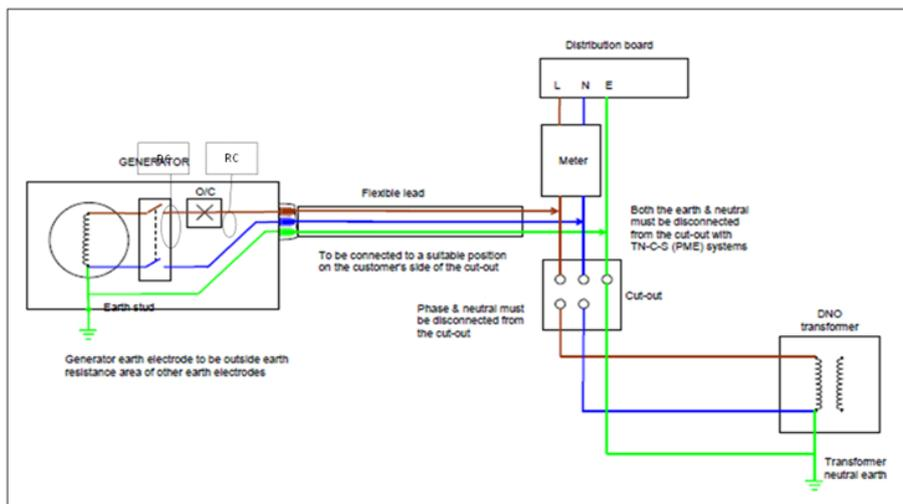 Distribution board
L N E
Meter
GENERATOR
RC
O/C
Flexible lead
Both the earth & neutral
must be disconnected
from the cut-out with
TN-C-S (PME) systems
To be connected to a suitable position
on the customer's side of the cut-out
Earth stud
Cut-out
Phase & neutral must
be disconnected from
the cut-out
DNO
transformer
Generator earth electrode to be outside earth
resistance area of other earth electrodes
Transformer
neutral earth